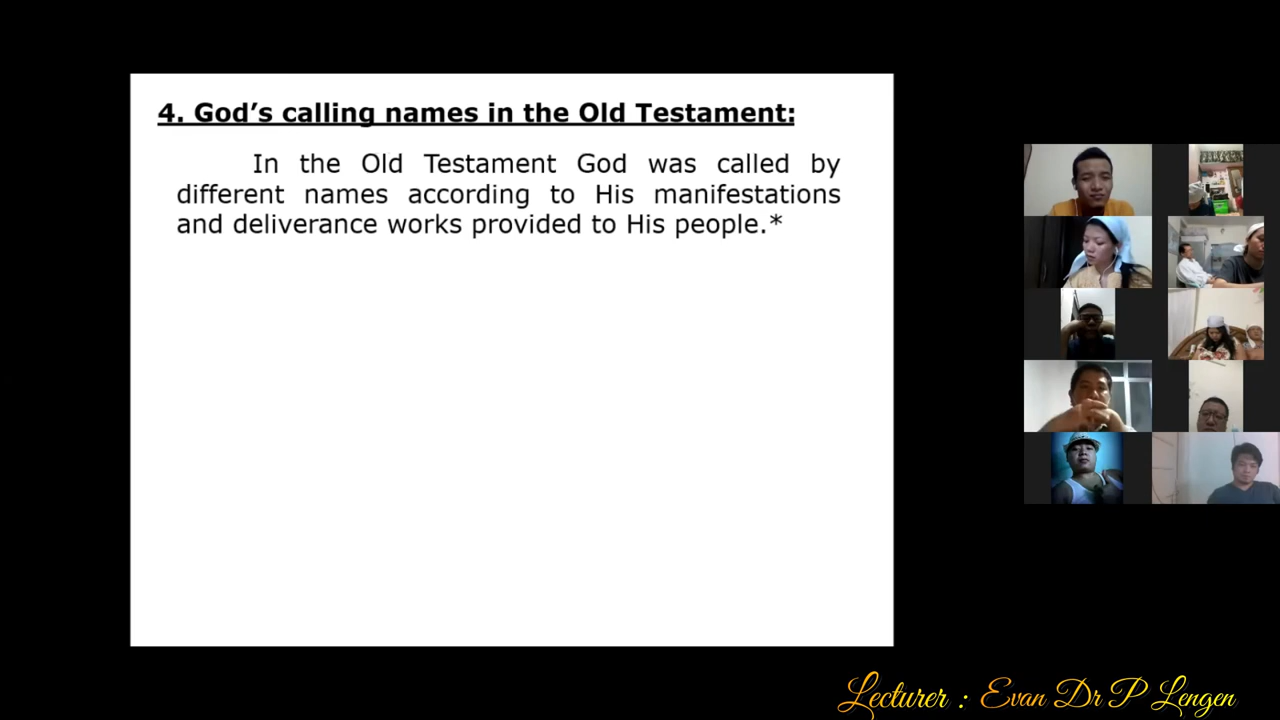 4. God’s calling names in the Old Testament:
In the Old Testament God was called by
different names according to His manifestations
and deliverance works provided to His people.*
Lecturer : Evan Dr P Lengen